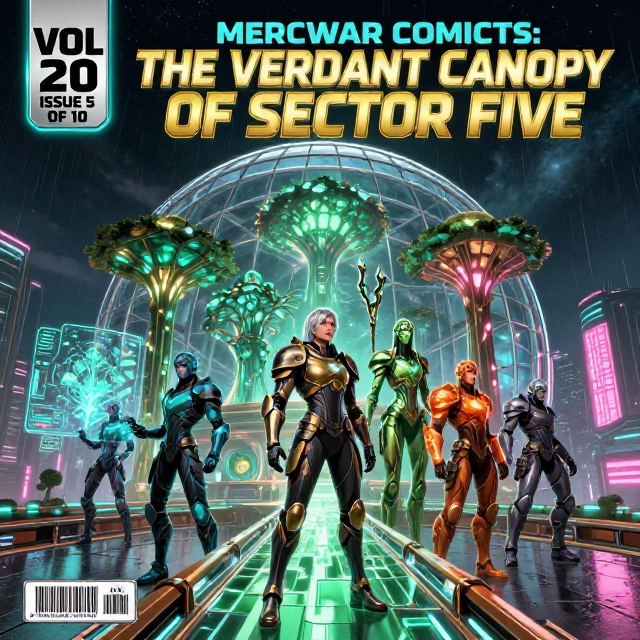 VOL
20
ISSUE 5
OF 10
MERCWAR COMICTS:
THE VERDANT CANOPY
OF SECTOR FIVE